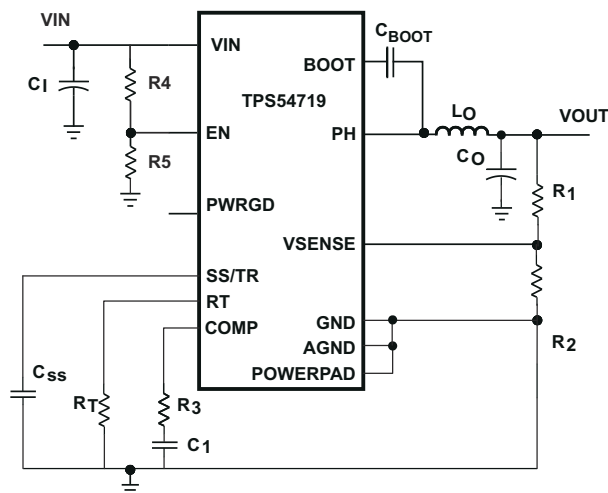 VIN
VIN
CBOOT
BOOT
CI
R4
TPS54719
LO
VOUT
EN
PH
CO
R5
R1
PWRGD
VSENSE
SS/TR
RT
COMP
GND
R2
AGND
CSS
RT
R3
POWERPAD
C1